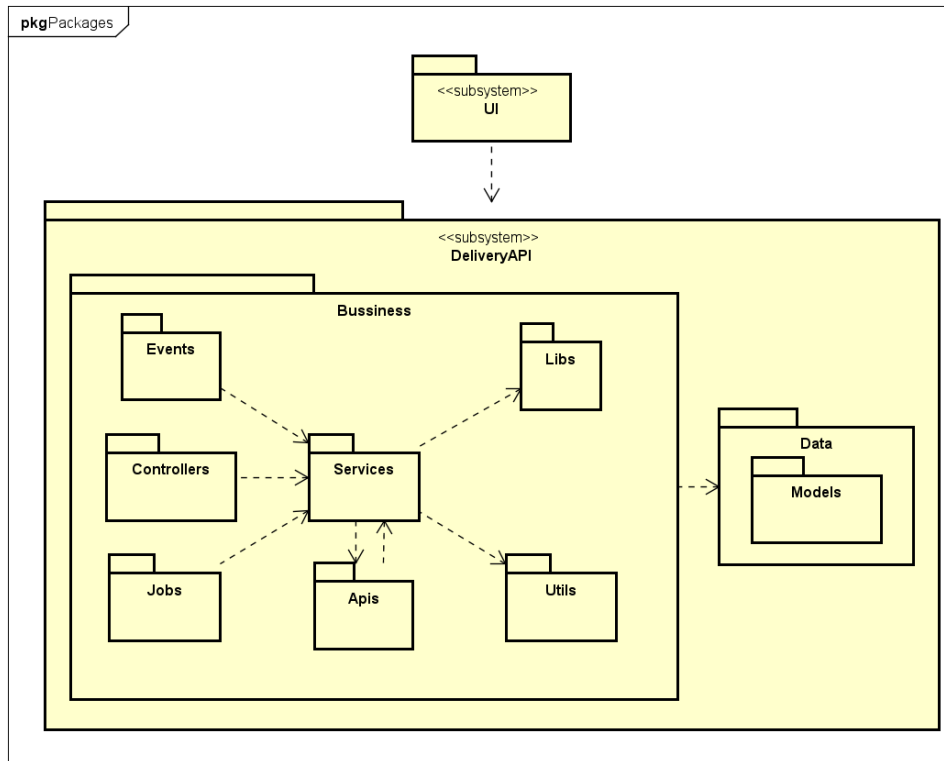 pkgPackages
<<subsystem>>
UI
<<subsystem>>
DeliveryAPI
Bussiness
Events
Libs
Controllers
Services
Data
Models
Jobs
Apis
Utils